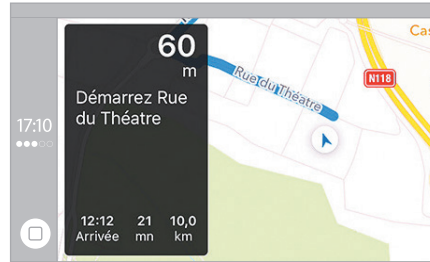 60
m
Démarrez Rue
du Théatre
17:10
12:12 21 10,0
Arrivée mn km
Rue du Théatre
N118
Cas